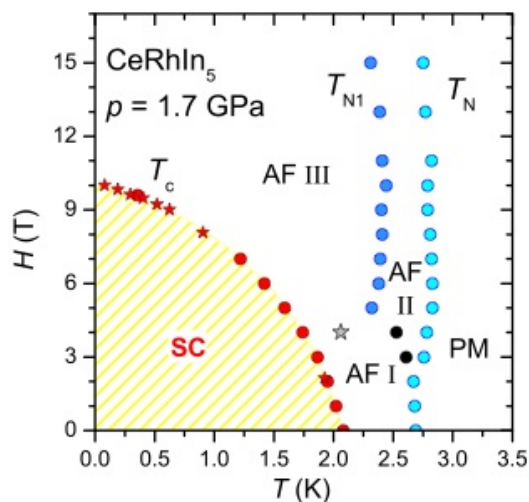 CeRhIn5
p = 1.7 GPa
TN1
TN
Tc
AF III
AF
II
SC
AF I
PM
H (T)
15
12
9
6
3
0
0.0 0.5 1.0 1.5 2.0 2.5 3.0 3.5
T (K)